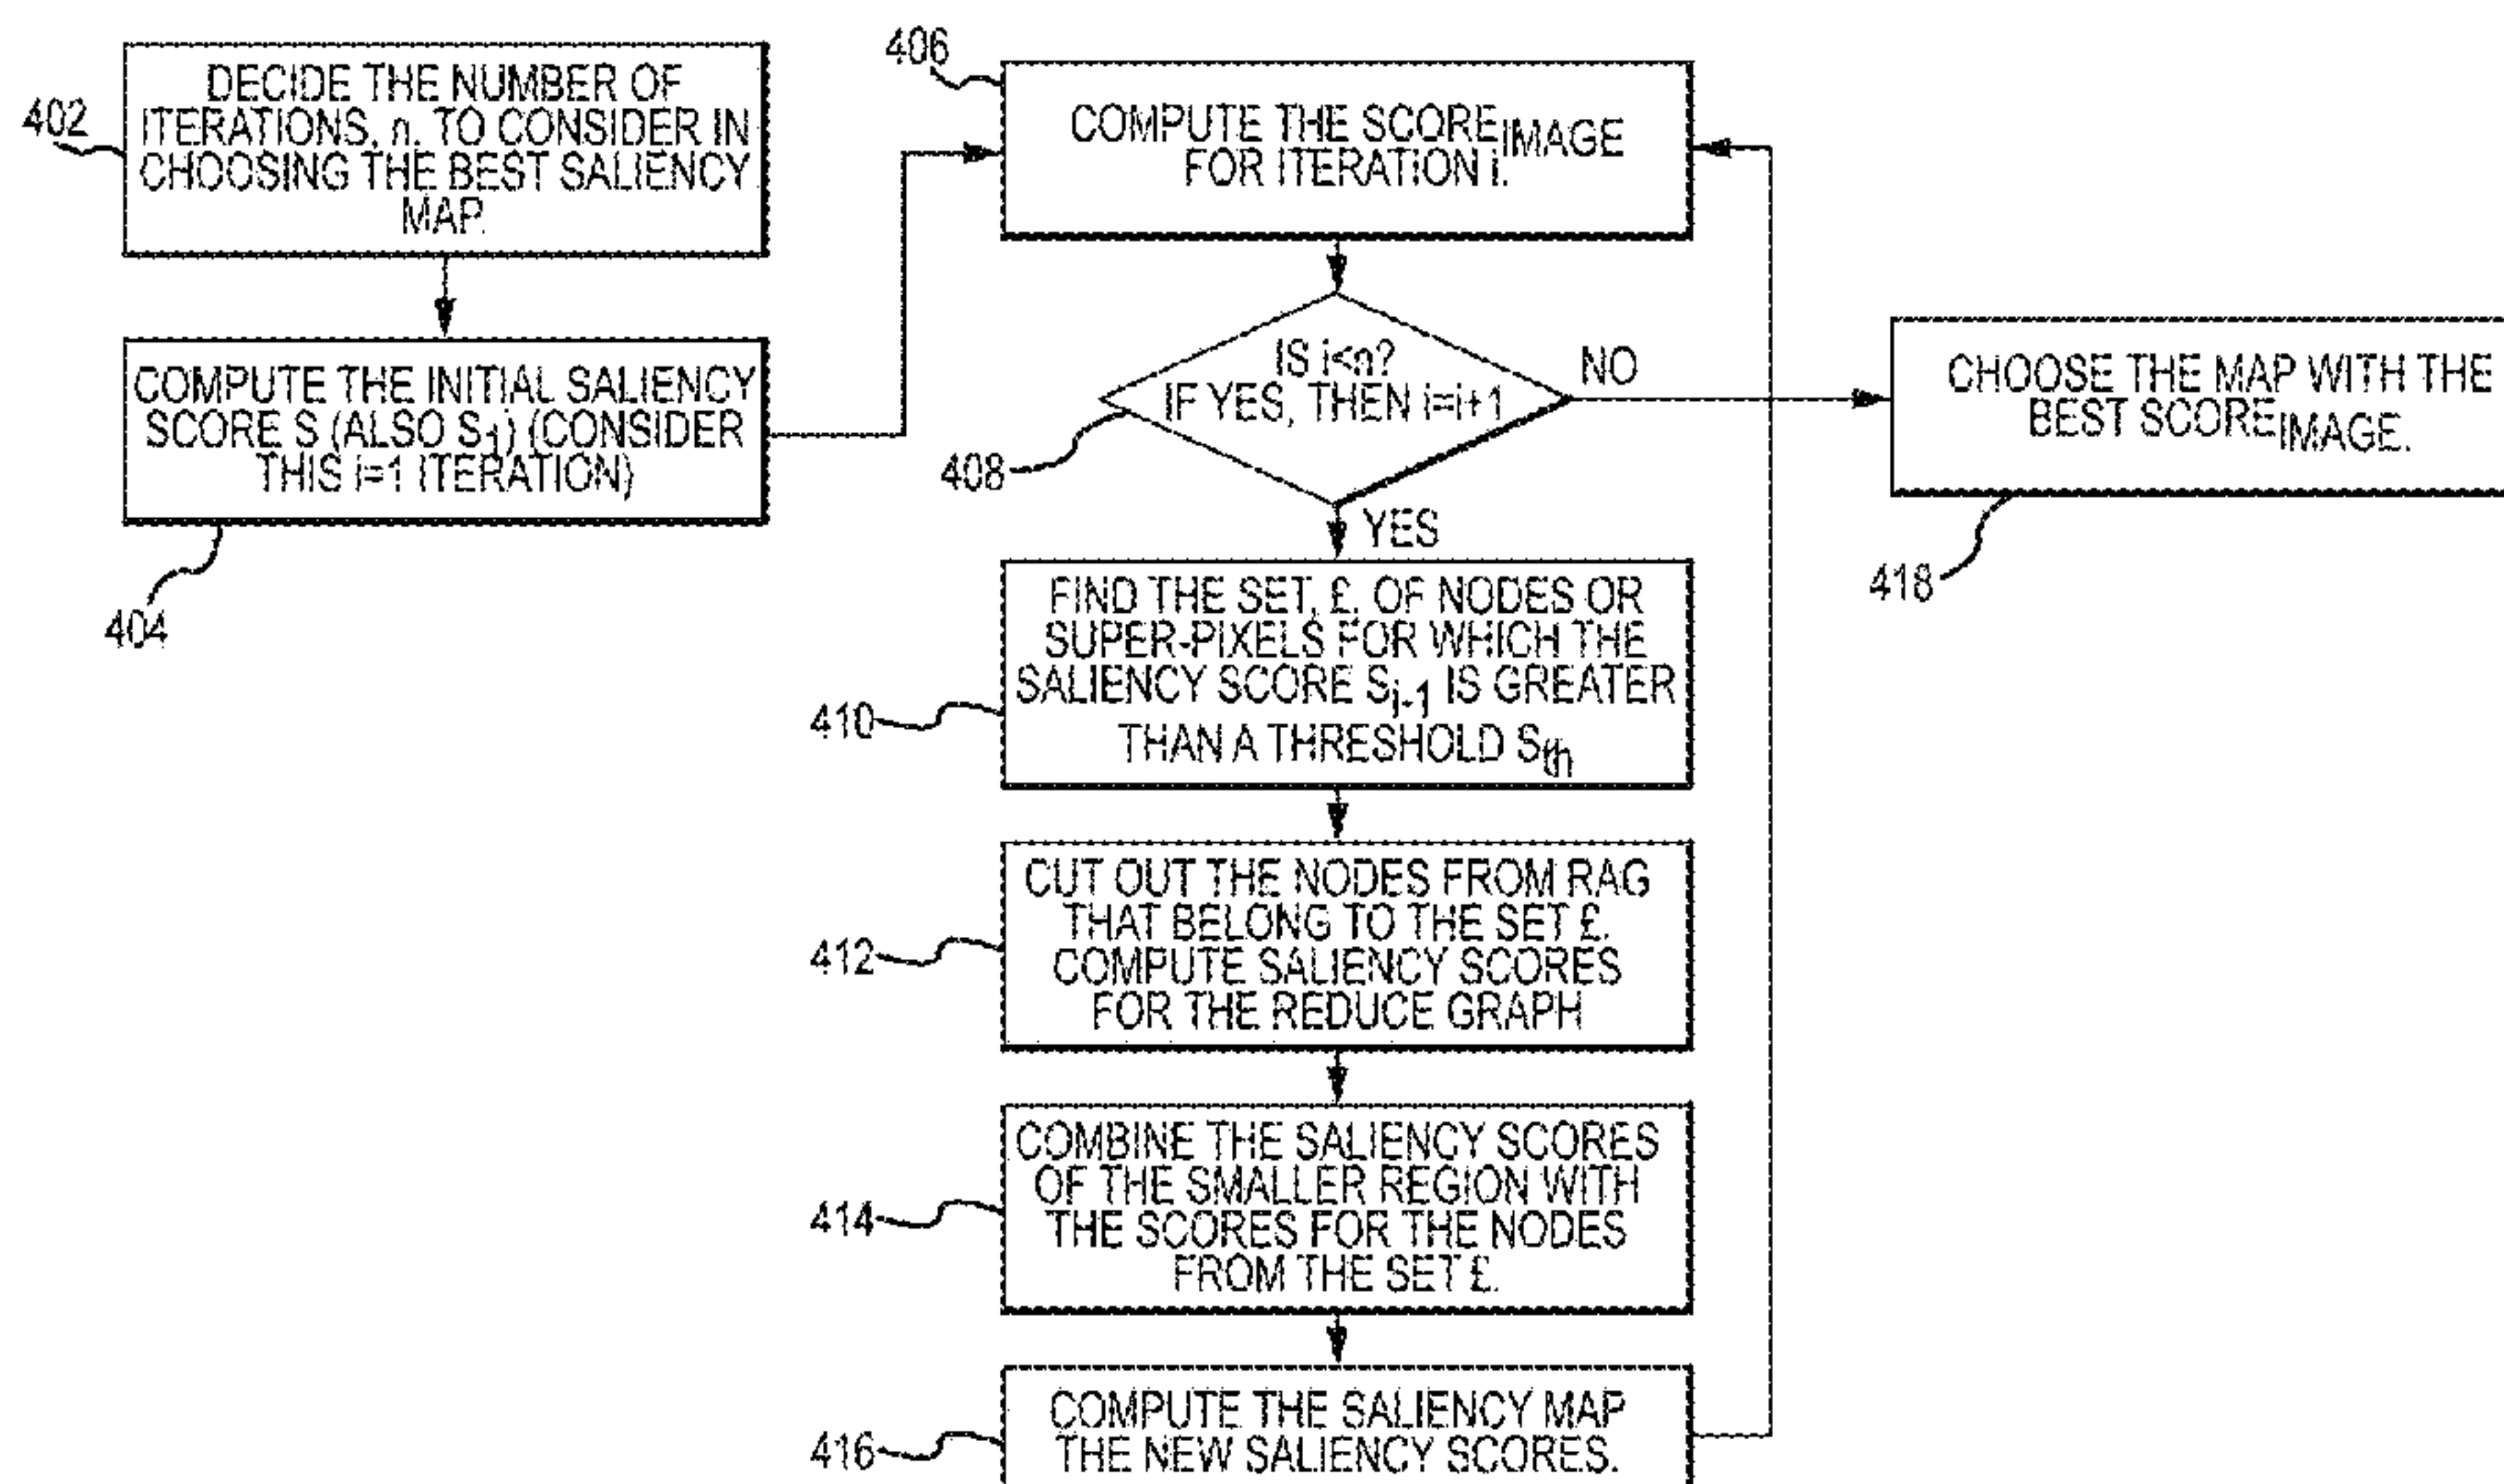 402
DECIDE THE NUMBER OF
ITERATIONS, n, TO CONSIDER IN
CHOOSING THE BEST SALIENCY
MAP.
404
COMPUTE THE INITIAL SALIENCY
SCORE S (ALSO S1) (CONSIDER
THIS i=1 ITERATION)
406
COMPUTE THE SCOREIMAGE
FOR ITERATION i.
408
IS i<n?
IF YES, THEN i=i+1
NO
YES
410
FIND THE SET, £, OF NODES OR
SUPER-PIXELS FOR WHICH THE
SALIENCY SCORE Si-1 IS GREATER
THAN A THRESHOLD Sth
412
CUT OUT THE NODES FROM RAG
THAT BELONG TO THE SET £.
COMPUTE SALIENCY SCORES
FOR THE REDUCE GRAPH
414
COMBINE THE SALIENCY SCORES
OF THE SMALLER REGION WITH
THE SCORES FOR THE NODES
FROM THE SET £.
416
COMPUTE THE SALIENCY MAP
THE NEW SALIENCY SCORES.
CHOOSE THE MAP WITH THE
BEST SCOREIMAGE.
418